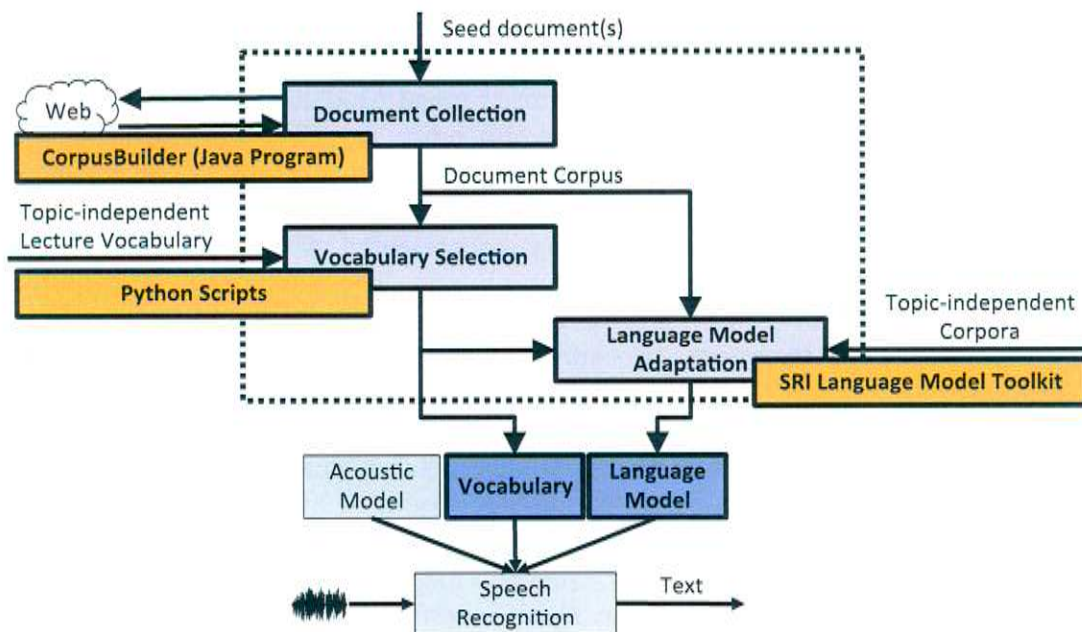 Seed document(s)
Web
Document Collection
CorpusBuilder (Java Program)
Document Corpus
Topic-independent
Lecture Vocabulary
Vocabulary Selection
Python Scripts
Topic-independent
Corpora
Language Model
Adaptation
SRI Language Model Toolkit
Acoustic
Model
Vocabulary
Language
Model
Speech
Recognition
Text